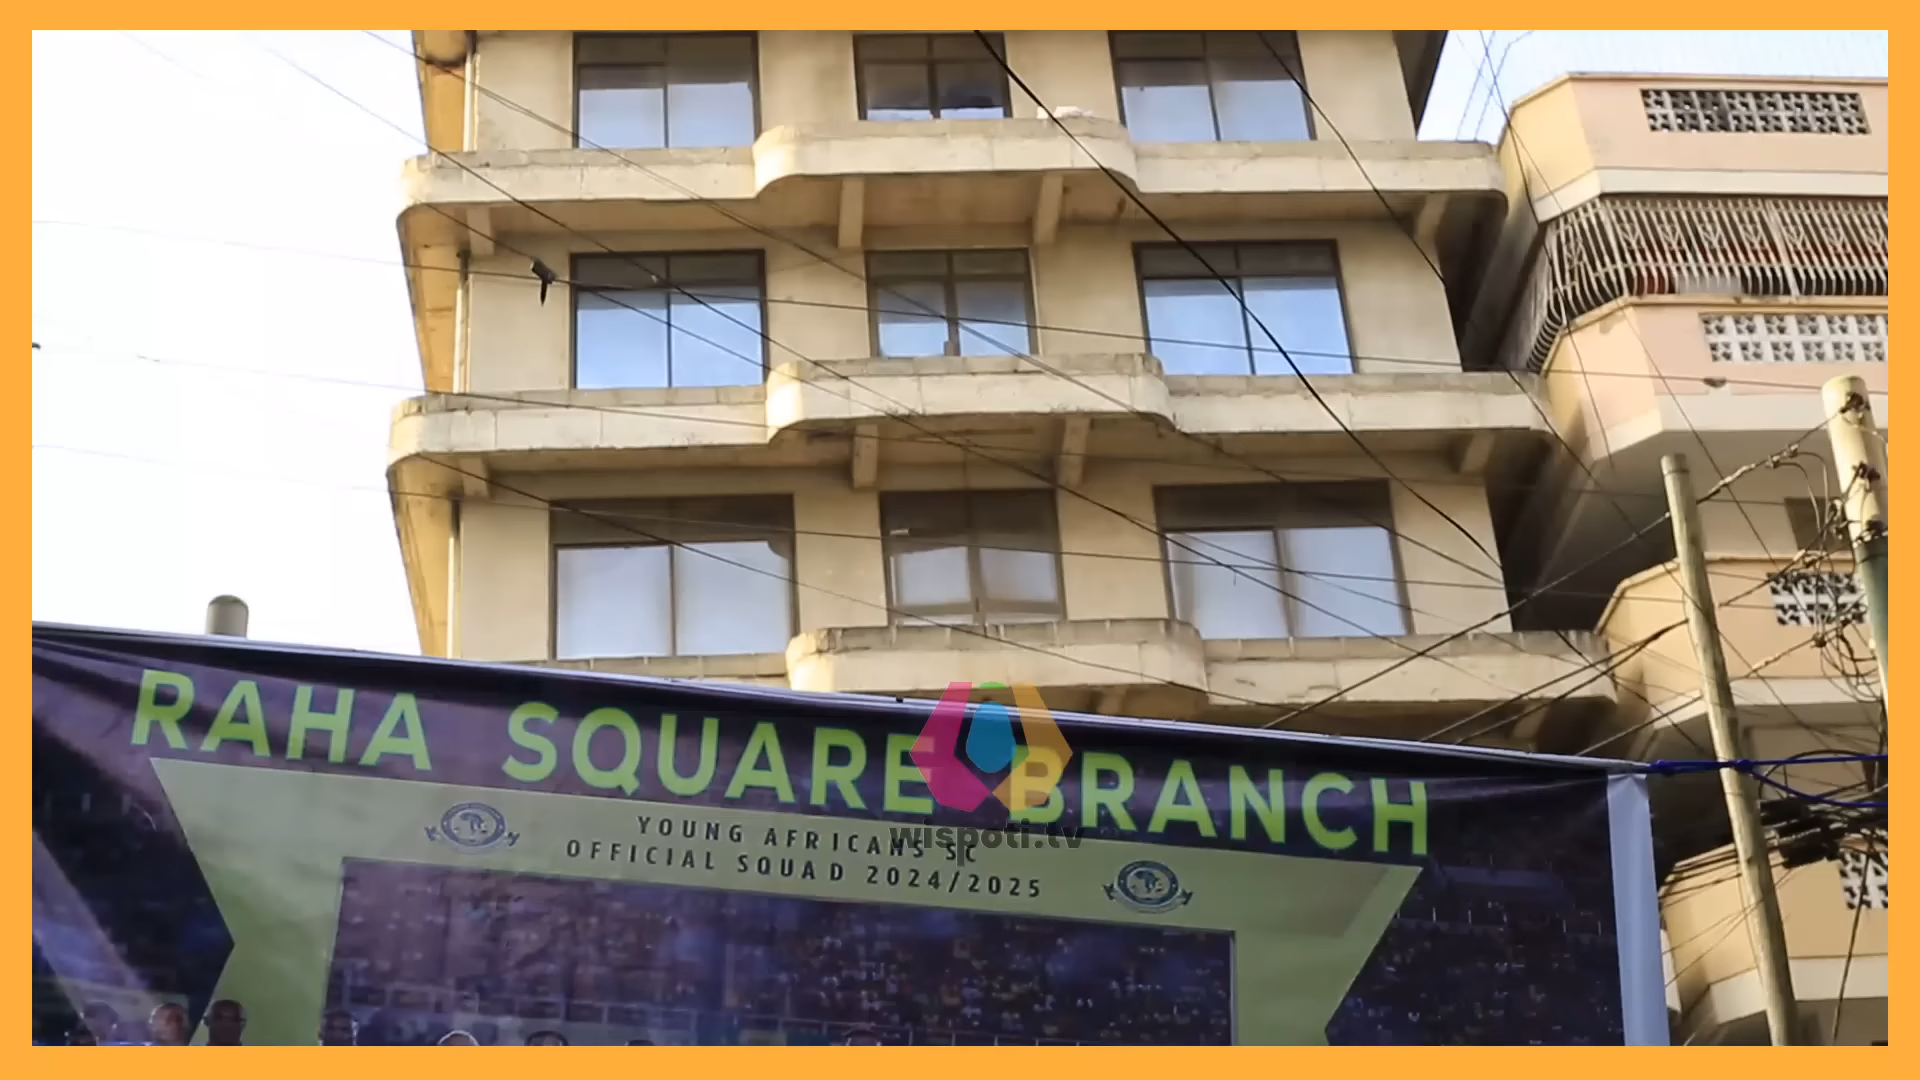 RAHA SQUARE BRANCH
YOUNG AFRICANS SC
OFFICIAL SQUAD 2024/2025
wispoti.tv